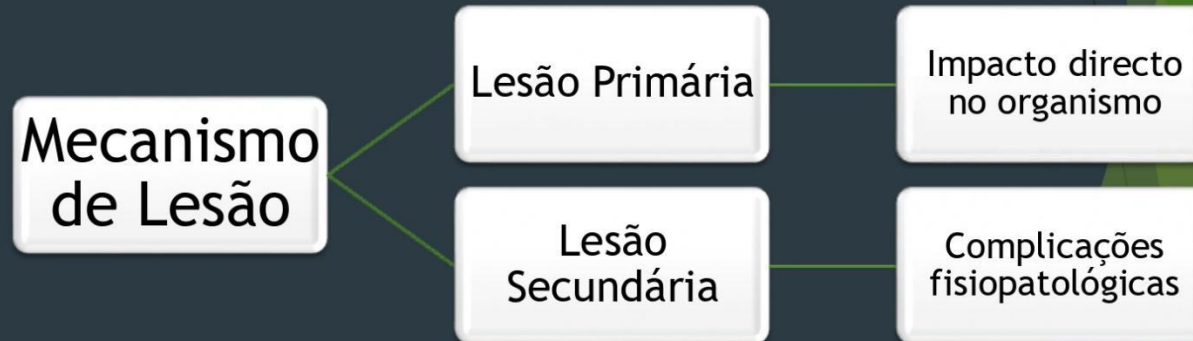 Mecanismo
de Lesão
Lesão Primária
Impacto directo
no organismo
Lesão
Secundária
Complicações
fisiopatológicas